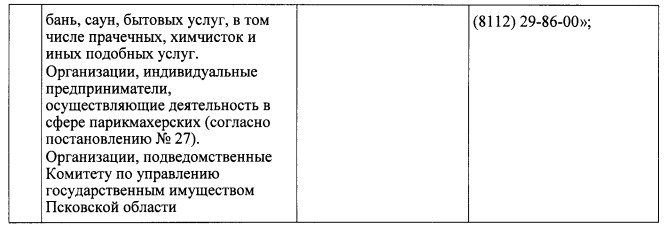 бань, саун, бытовых услуг, в том
числе прачечных, химчисток и
иных подобных услуг.
Организации, индивидуальные
предприниматели,
осуществляющие деятельность в
сфере парикмахерских (согласно
постановлению № 27).
Организации, подведомственные
Комитету по управлению
государственным имуществом
Псковской области
(8112) 29-86-00»;